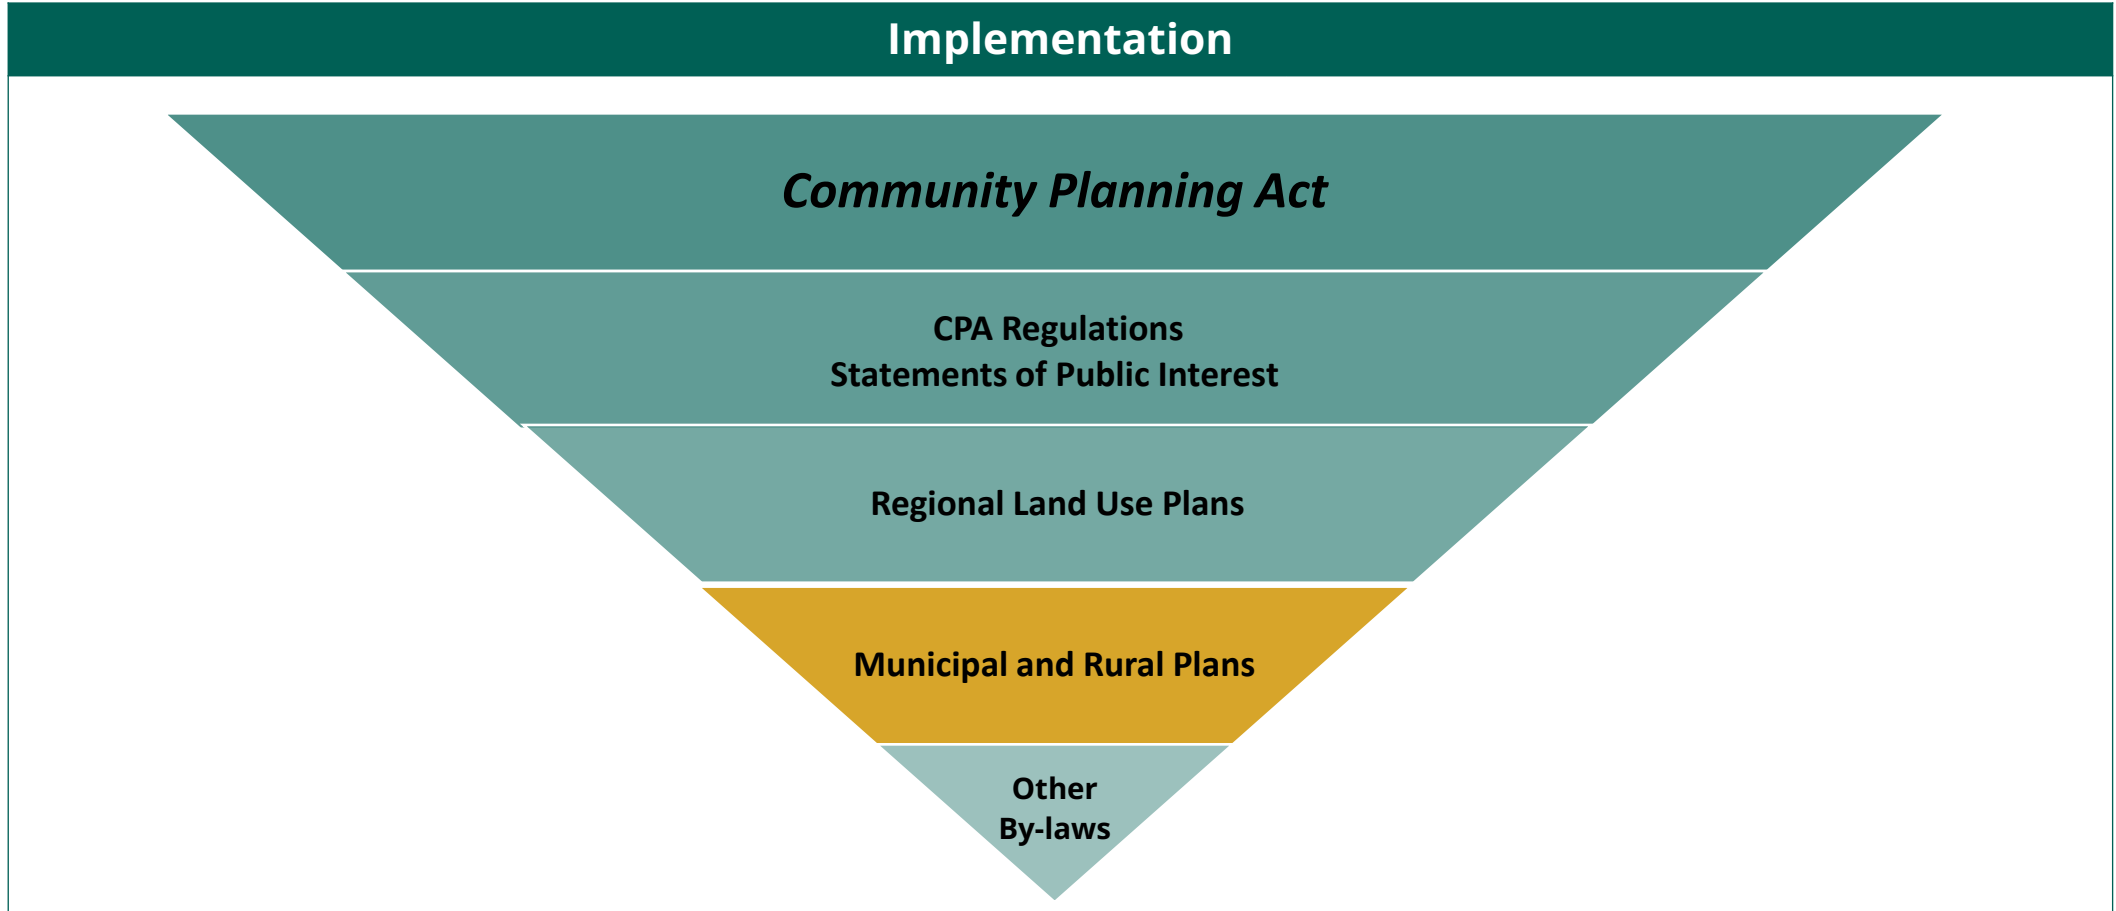 Implementation
Community Planning Act
CPA Regulations
Statements of Public Interest
Regional Land Use Plans
Municipal and Rural Plans
Other
By-laws